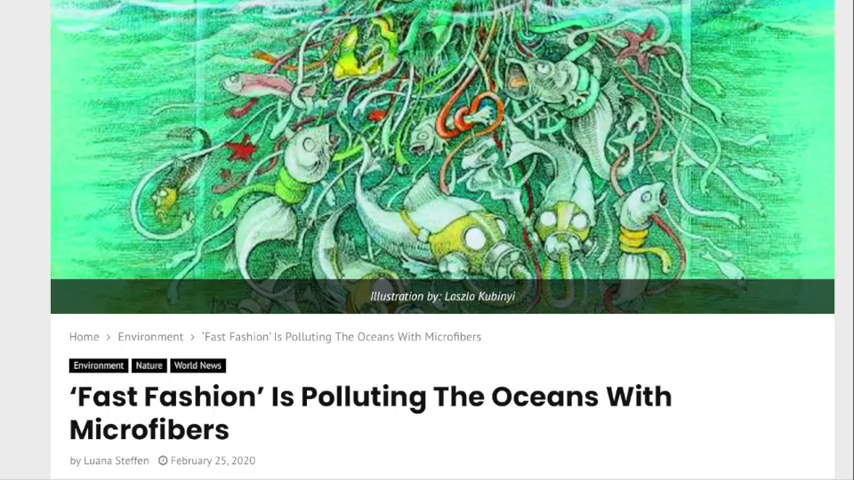 Illustration by: Laszlo Kubinyi
Home > Environment > ‘Fast Fashion’ Is Polluting The Oceans With Microfibers
Environment Nature World News
‘Fast Fashion’ Is Polluting The Oceans With
Microfibers
by Luana Steffen February 25, 2020